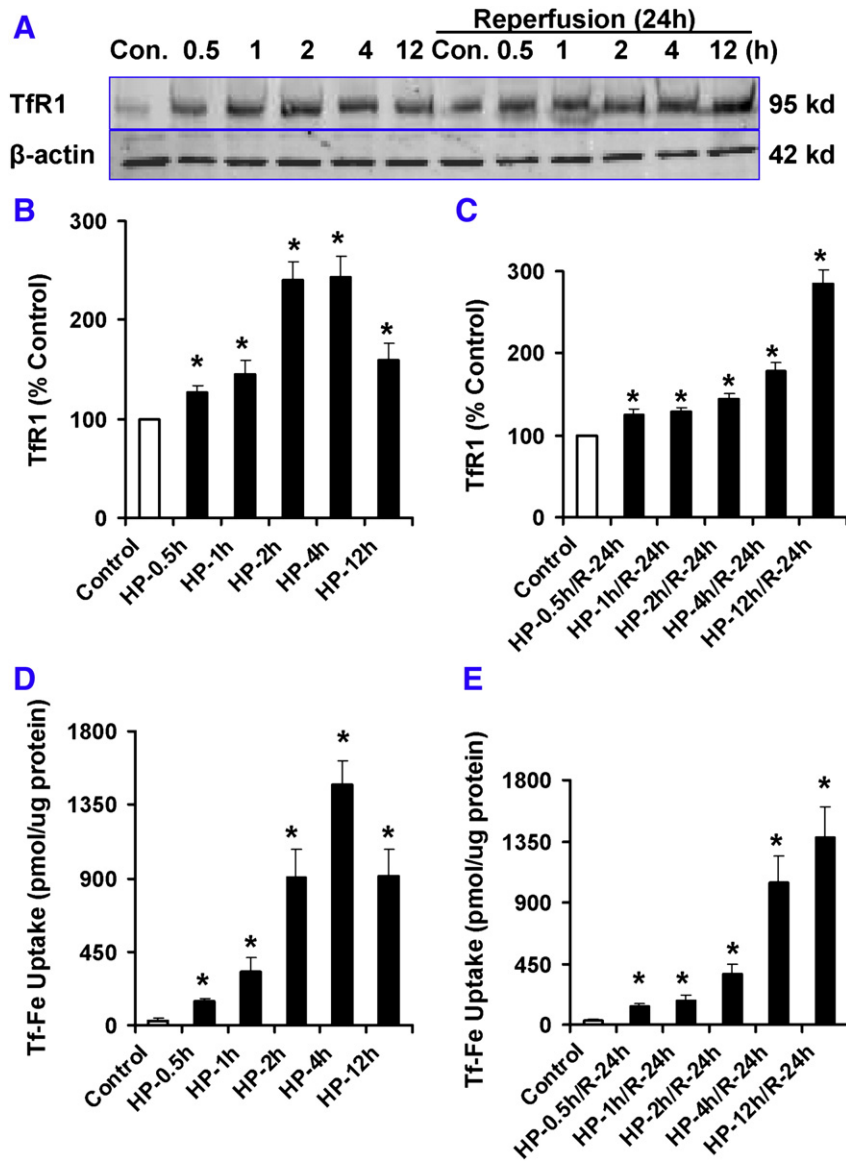 A
Reperfusion (24h)
Con. 0.5 1 2 4 12 Con. 0.5 1 2 4 12 (h)
TfR1 95 kd
β-actin 42 kd
B
TfR1 (% Control)
300
200
100
0
*
*
*
*
*
Control
HP-0.5h
HP-1h
HP-2h
HP-4h
HP-12h
C
TfR1 (% Control)
300
200
100
0
*
*
*
*
*
Control
HP-0.5h/R-24h
HP-1h/R-24h
HP-2h/R-24h
HP-4h/R-24h
HP-12h/R-24h
D
Tf-Fe Uptake (pmol/ug protein)
1800
1350
900
450
0
*
*
*
*
*
Control
HP-0.5h
HP-1h
HP-2h
HP-4h
HP-12h
E
Tf-Fe Uptake (pmol/ug protein)
1800
1350
900
450
0
*
*
*
*
*
Control
HP-0.5h/R-24h
HP-1h/R-24h
HP-2h/R-24h
HP-4h/R-24h
HP-12h/R-24h